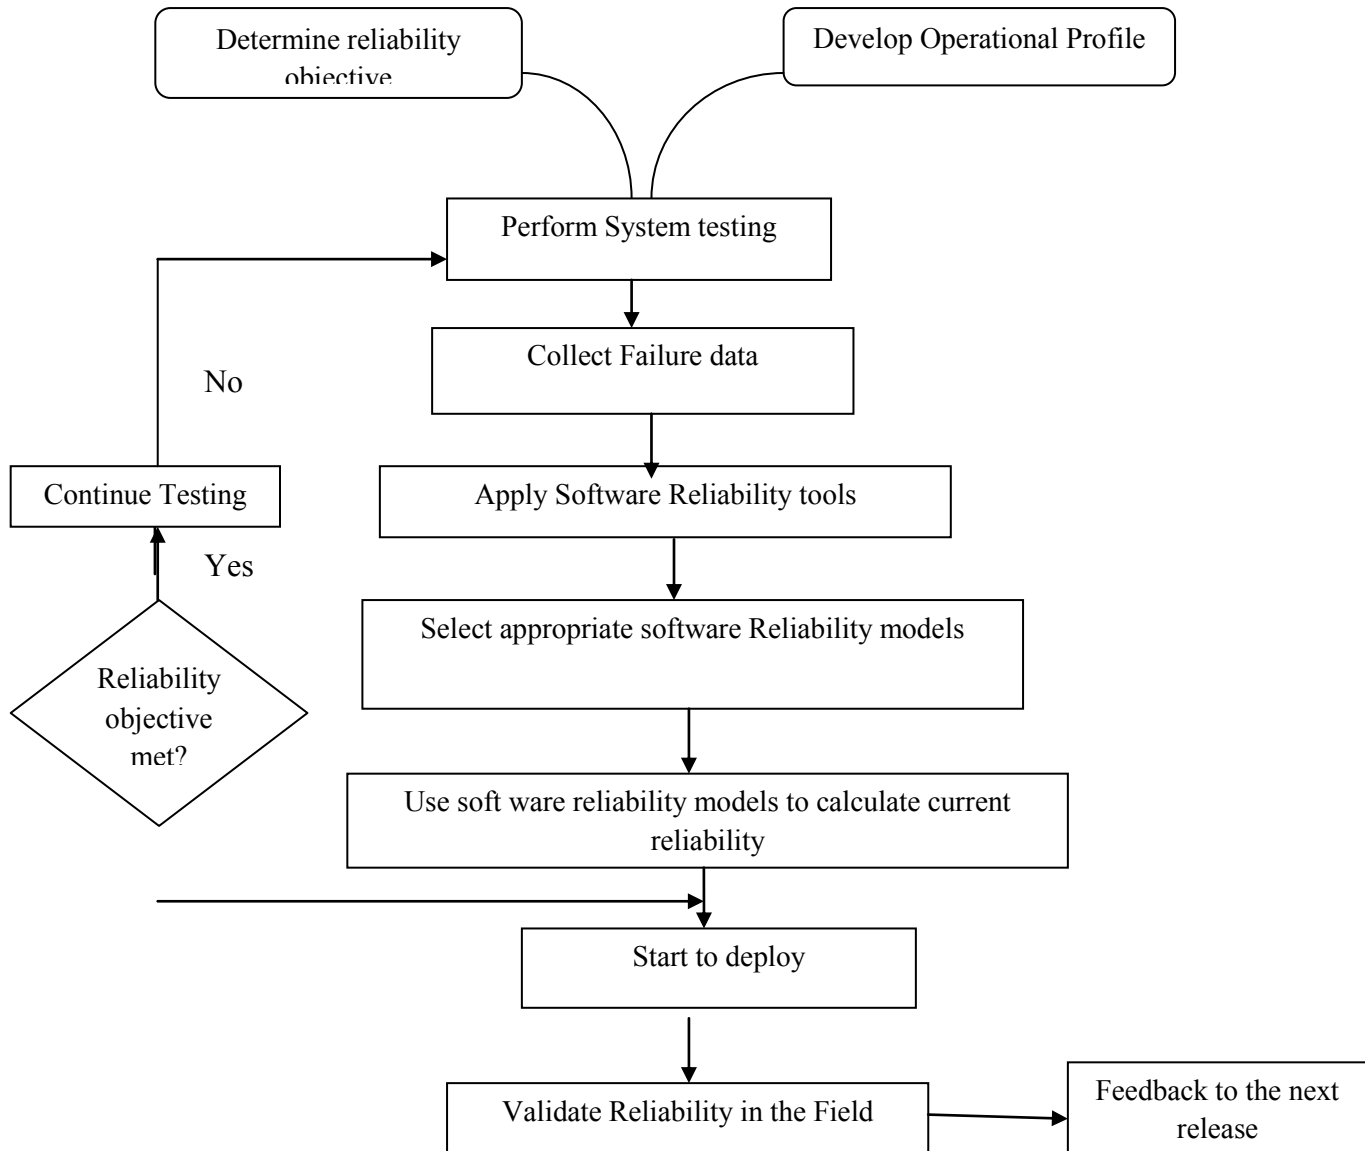 Determine reliability
objective
Develop Operational Profile
Perform System testing
Collect Failure data
No
Continue Testing
Apply Software Reliability tools
Yes
Select appropriate software Reliability models
Reliability
objective
met?
Use soft ware reliability models to calculate current
reliability
Start to deploy
Validate Reliability in the Field
Feedback to the next
release